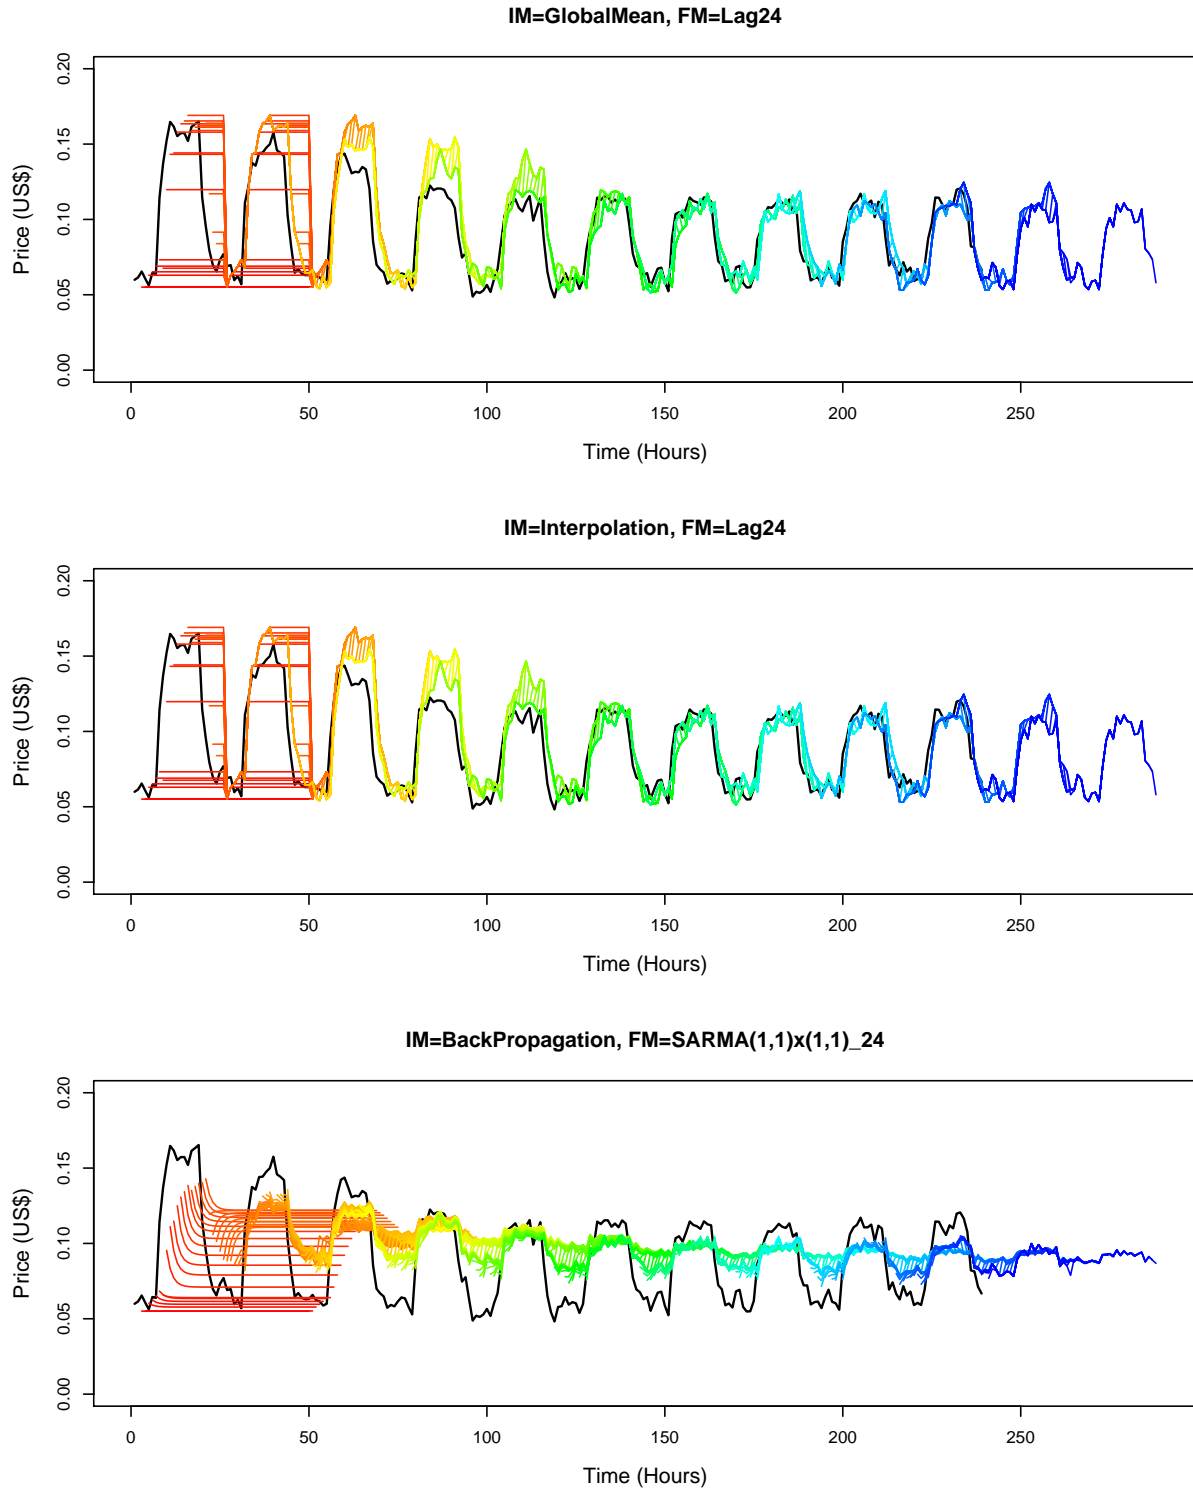 IM=GlobalMean, FM=Lag24
Price (US$)
0.20
0.15
0.10
0.05
0.00
0 50 100 150 200 250
Time (Hours)
IM=Interpolation, FM=Lag24
Price (US$)
0.20
0.15
0.10
0.05
0.00
0 50 100 150 200 250
Time (Hours)
IM=BackPropagation, FM=SARMA(1,1)x(1,1)_24
Price (US$)
0.20
0.15
0.10
0.05
0.00
0 50 100 150 200 250
Time (Hours)